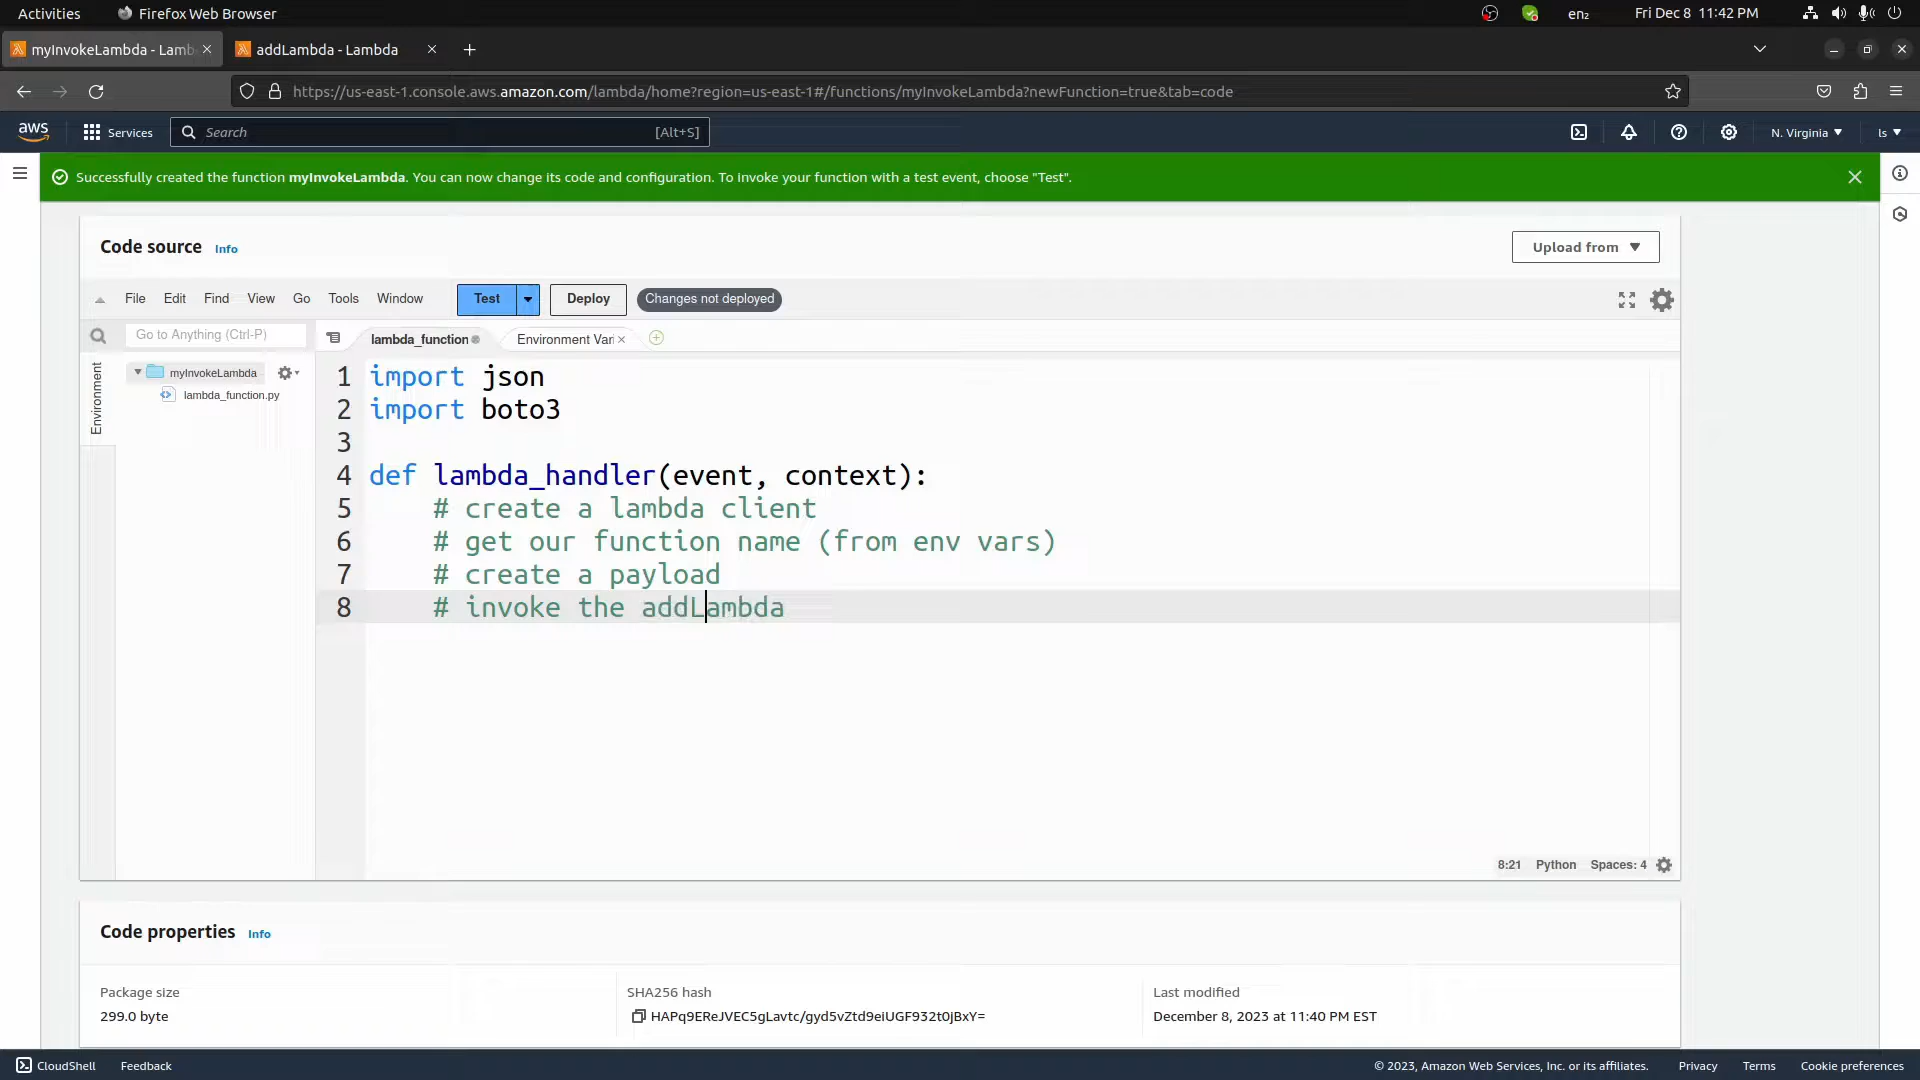 Activities Firefox Web Browser en₂ Fri Dec 8 11:42 PM
myInvokeLambda - Lamb addLambda - Lambda
https://us-east-1.console.aws.amazon.com/lambda/home?region=us-east-1#/functions/myInvokeLambda?newFunction=true&tab=code
aws Services Search [Alt+S] N. Virginia ls
Successfully created the function myInvokeLambda. You can now change its code and configuration. To invoke your function with a test event, choose "Test".
Code source Info Upload from
File Edit Find View Go Tools Window Test Deploy Changes not deployed
Go to Anything (Ctrl-P) lambda_function Environment Vari
Environment
myInvokeLambda
lambda_function.py
1 import json
2 import boto3
3
4 def lambda_handler(event, context):
5 # create a lambda client
6 # get our function name (from env vars)
7 # create a payload
8 # invoke the addLambda
8:21 Python Spaces: 4
Code properties Info
Package size SHA256 hash Last modified
299.0 byte HAPq9EReJVEC5gLavtc/gyd5vZtd9eiUGF932t0jBxY= December 8, 2023 at 11:40 PM EST
CloudShell Feedback © 2023, Amazon Web Services, Inc. or its affiliates. Privacy Terms Cookie preferences